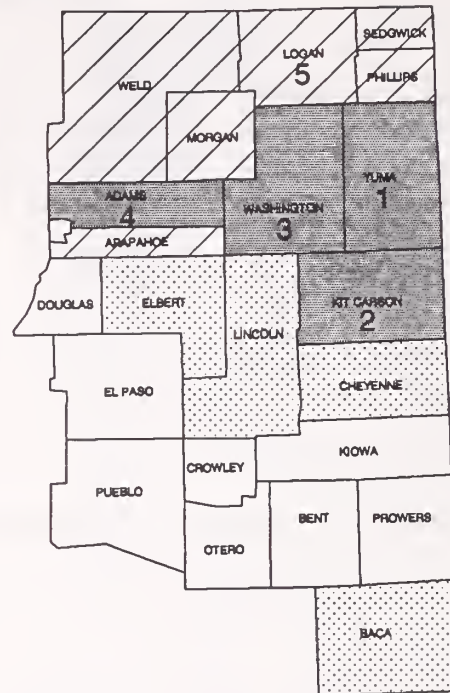 SEDGWICK
LOGAN
5
PHILLIPS
WELD
MORGAN
YUMA
1
ADAMS
4
WASHINGTON
3
ARAPAHOE
KIT CARSON
2
DOUGLAS
ELBERT
LINCOLN
CHEYENNE
EL PASO
KIOWA
CROWLEY
PUEBLO
BENT
PROWERS
OTERO
BACA